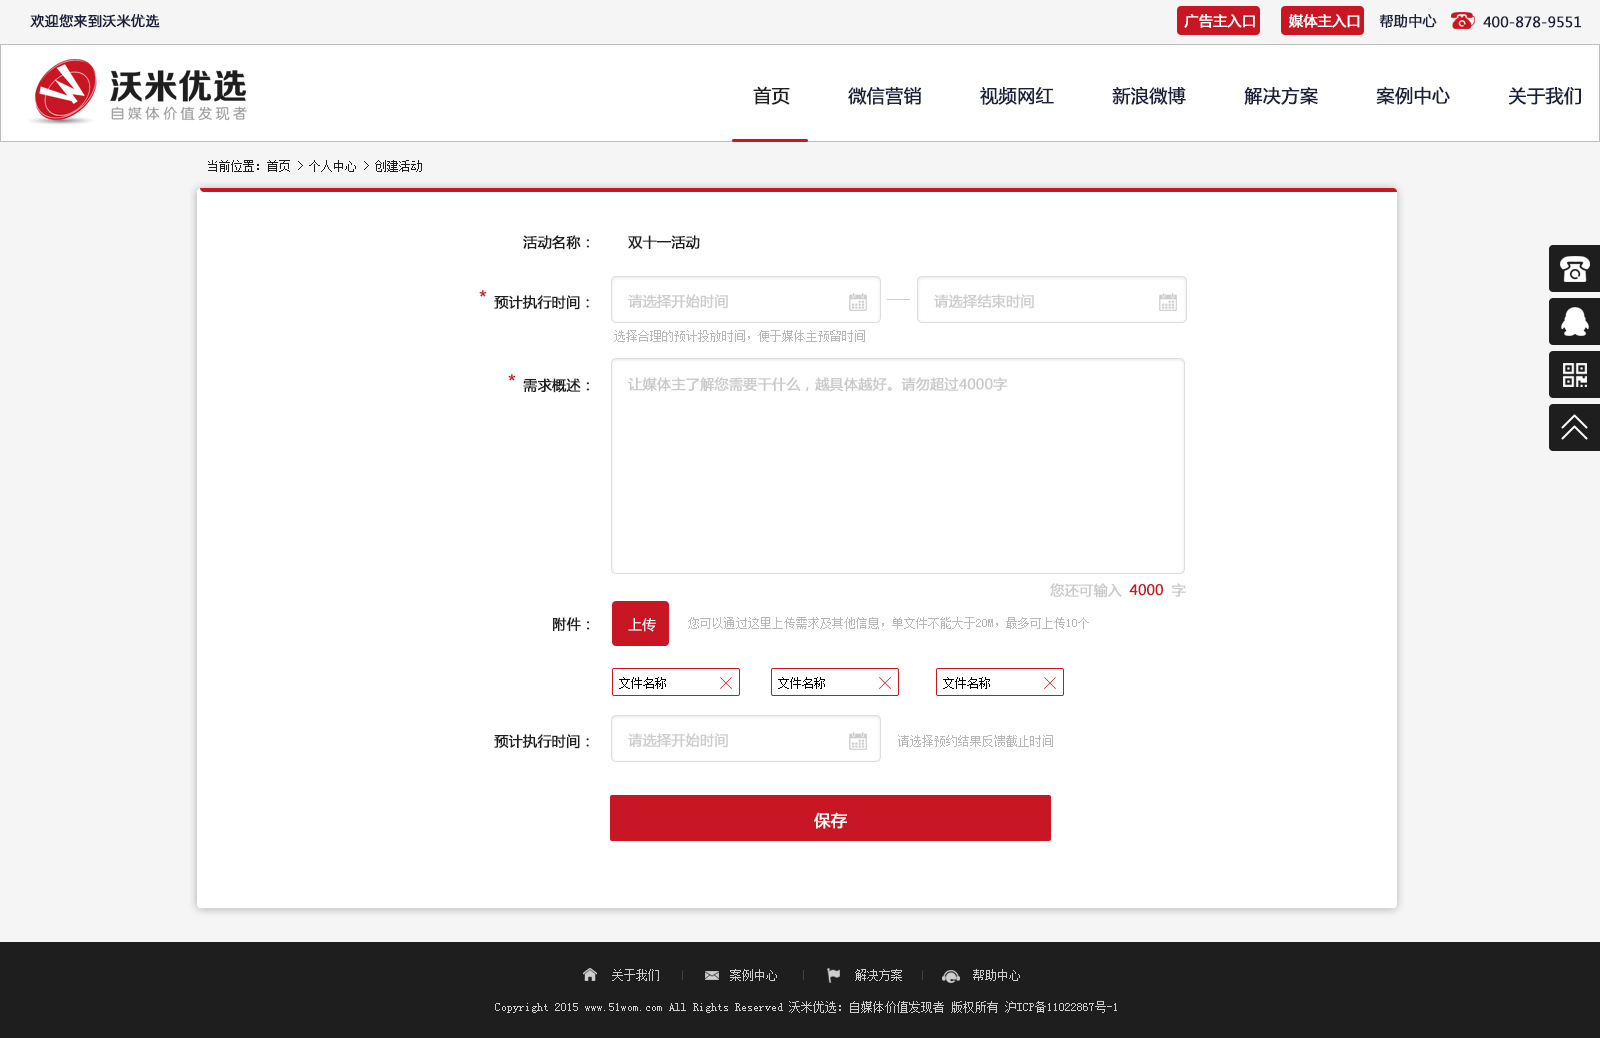 欢迎您来到沃米优选
广告主入口 媒体主入口 帮助中心 400-878-9551
沃米优选
自媒体价值发现者
首页 微信营销 视频网红 新浪微博 解决方案 案例中心 关于我们
当前位置：首页 > 个人中心 > 创建活动
活动名称： 双十一活动
* 预计执行时间： 请选择开始时间 — 请选择结束时间
选择合理的预计投放时间，便于媒体主预留时间
* 需求概述： 让媒体主了解您需要干什么，越具体越好。请勿超过4000字
您还可输入 4000 字
附件： 上传 您可以通过这里上传需求及其他信息，单文件不能大于20M，最多可上传10个
文件名称 文件名称 文件名称
预计执行时间： 请选择开始时间 请选择预约结果反馈截止时间
保存
关于我们 | 案例中心 | 解决方案 | 帮助中心
Copyright 2015 www.51wom.com All Rights Reserved 沃米优选：自媒体价值发现者 版权所有 沪ICP备11022867号-1